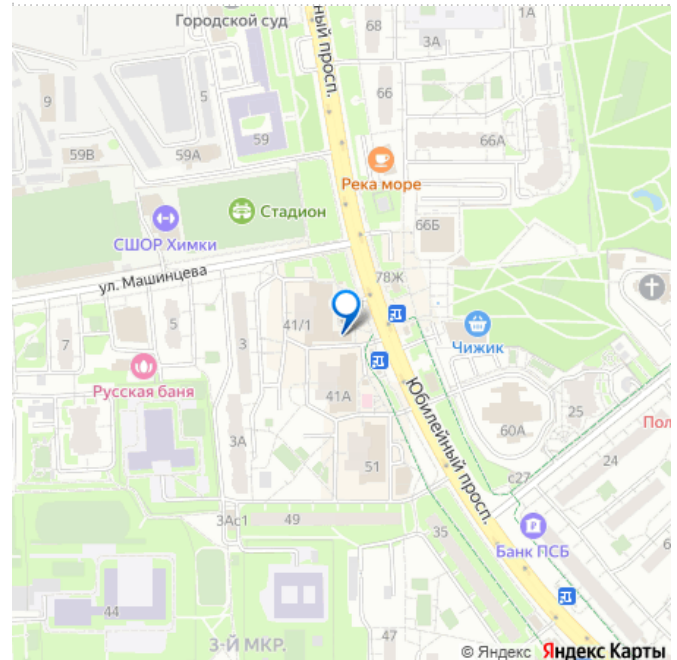 Городской суд
ный просп.
68
3А
1А
9
5
59
66
59В
59А
66А
Река море
Стадион
СШОР Химки
66Б
ул. Машинцева
78Ж
41/1
7
5
3
Чижик
Русская баня
41А
Юбилейный просп.
25
60А
Пол
3А
51
24
с27
3Ас1
49
35
Банк ПСБ
6
44
3-Й МКР.
47
© Яндекс Яндекс Карты